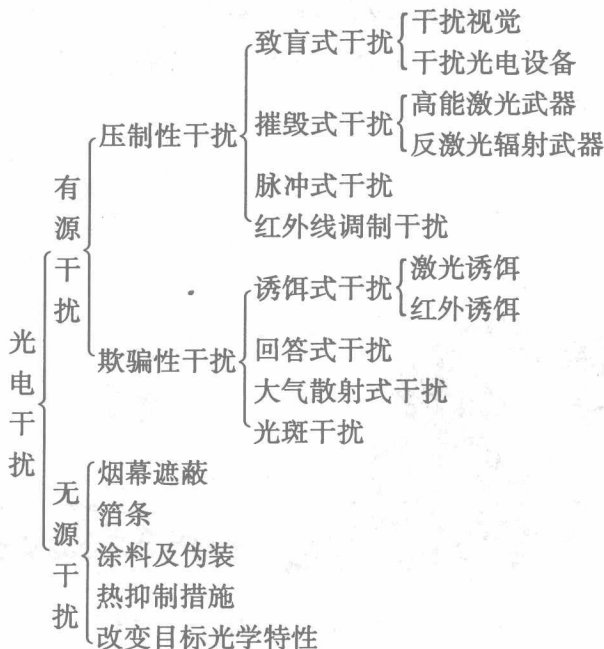 光电干扰
有源干扰
压制性干扰
致盲式干扰
干扰视觉
干扰光电设备
摧毁式干扰
高能激光武器
反激光辐射武器
脉冲式干扰
红外线调制干扰
欺骗性干扰
诱饵式干扰
激光诱饵
红外诱饵
回答式干扰
大气散射式干扰
光斑干扰
无源干扰
烟幕遮蔽
箔条
涂料及伪装
热抑制措施
改变目标光学特性